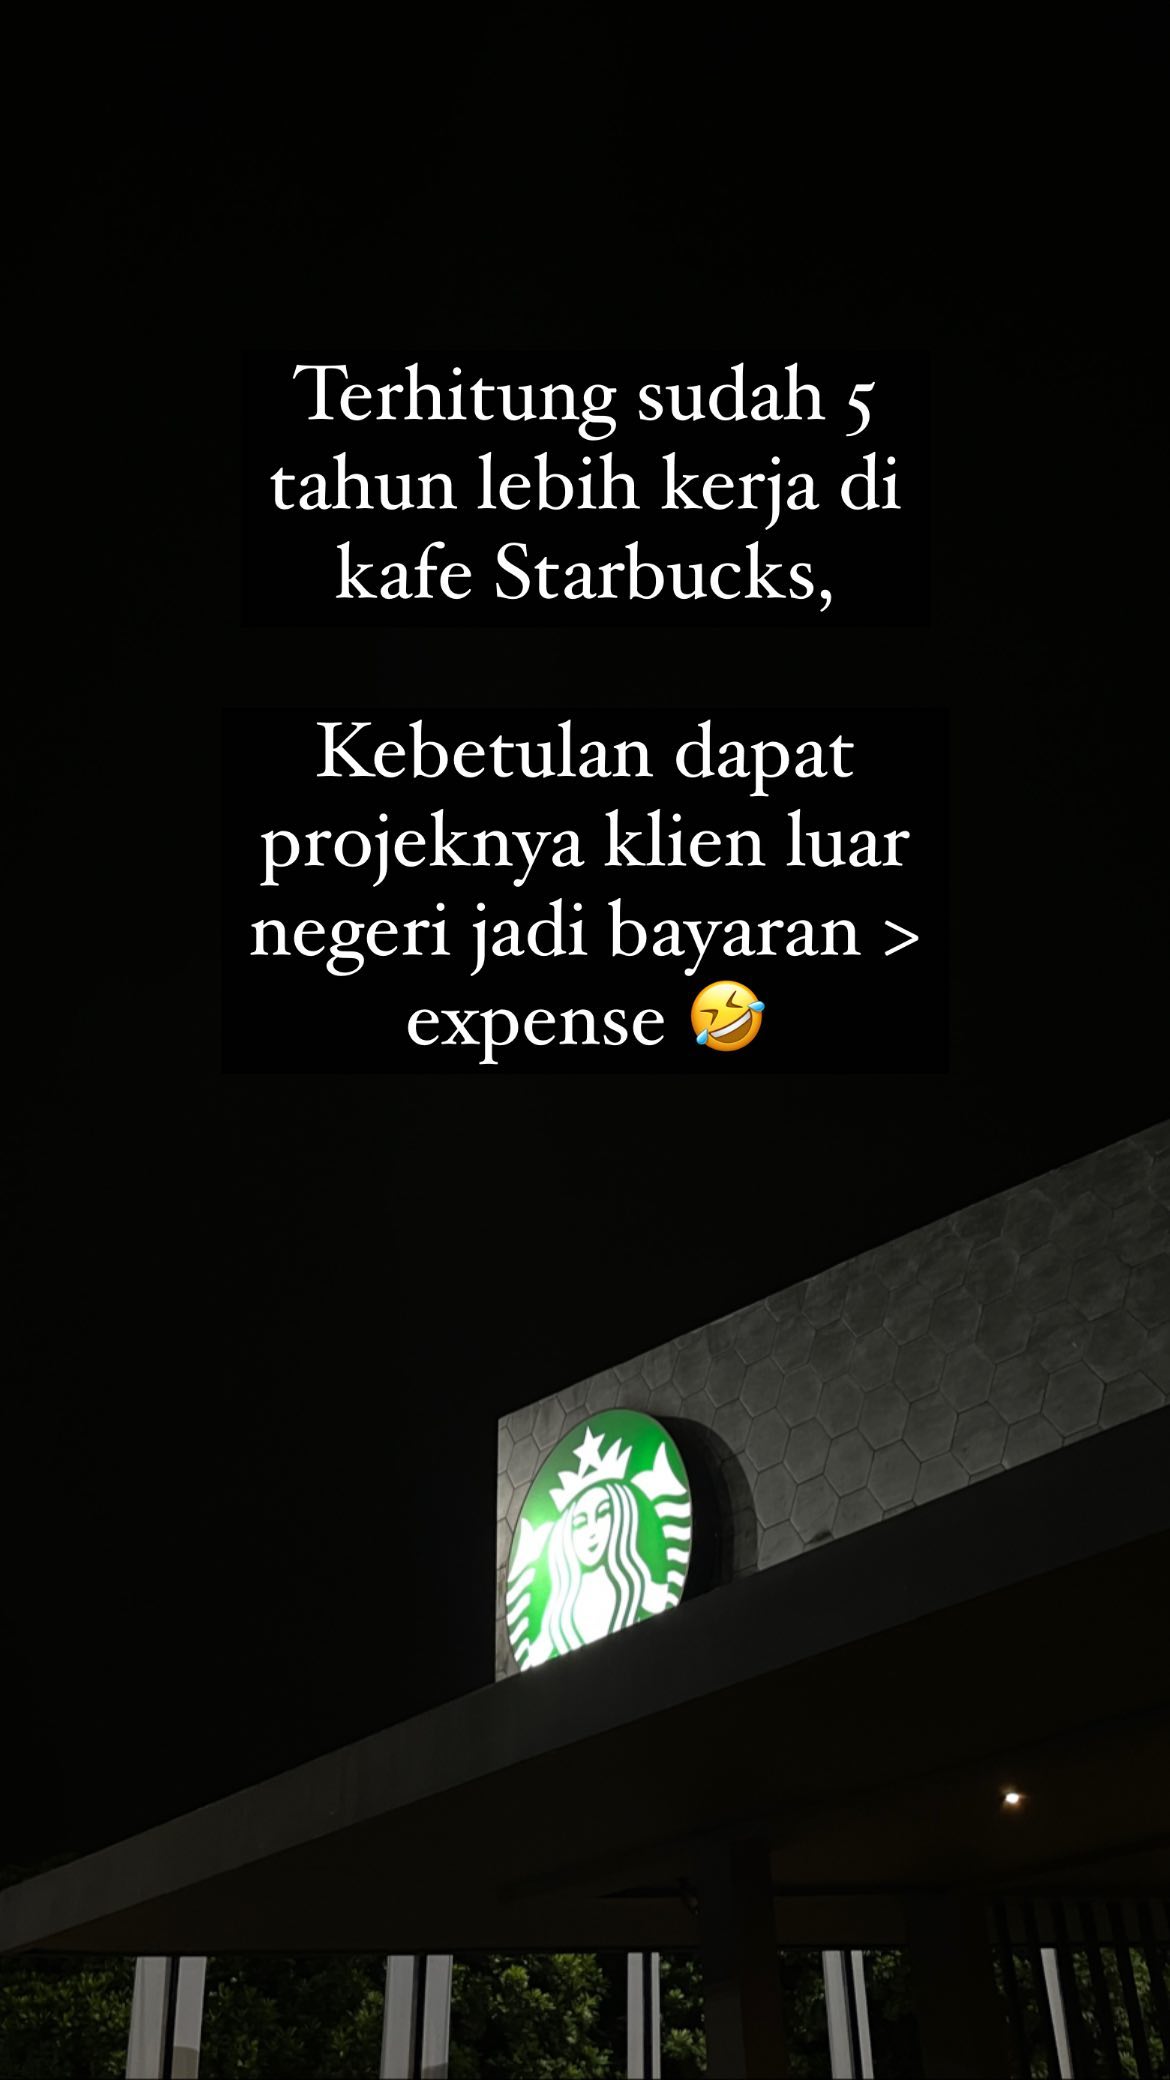 Terhitung sudah 5
tahun lebih kerja di
kafe Starbucks,
Kebetulan dapat
projeknya klien luar
negeri jadi bayaran >
expense 🤣